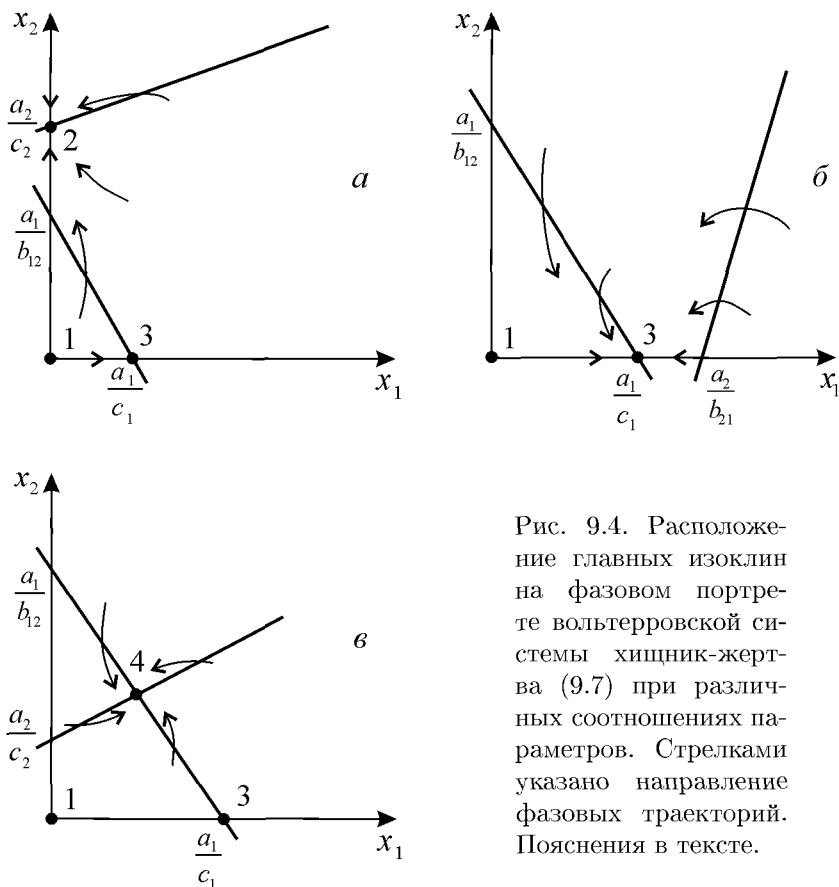 x₂
a₂
c₂
2
a
a₁
b₁₂
1
3
a₁
c₁
x₁
x₂
a₁
b₁₂
б
1
3
a₁
c₁
a₂
b₂₁
x₁
x₂
a₁
b₁₂
в
4
a₂
c₂
1
3
a₁
c₁
x₁
Рис. 9.4. Расположе-
ние главных изоклин
на фазовом портре-
те вольтерровской си-
стемы хищник-жерт-
ва (9.7) при различ-
ных соотношениях па-
раметров. Стрелками
указано направление
фазовых траекторий.
Пояснения в тексте.